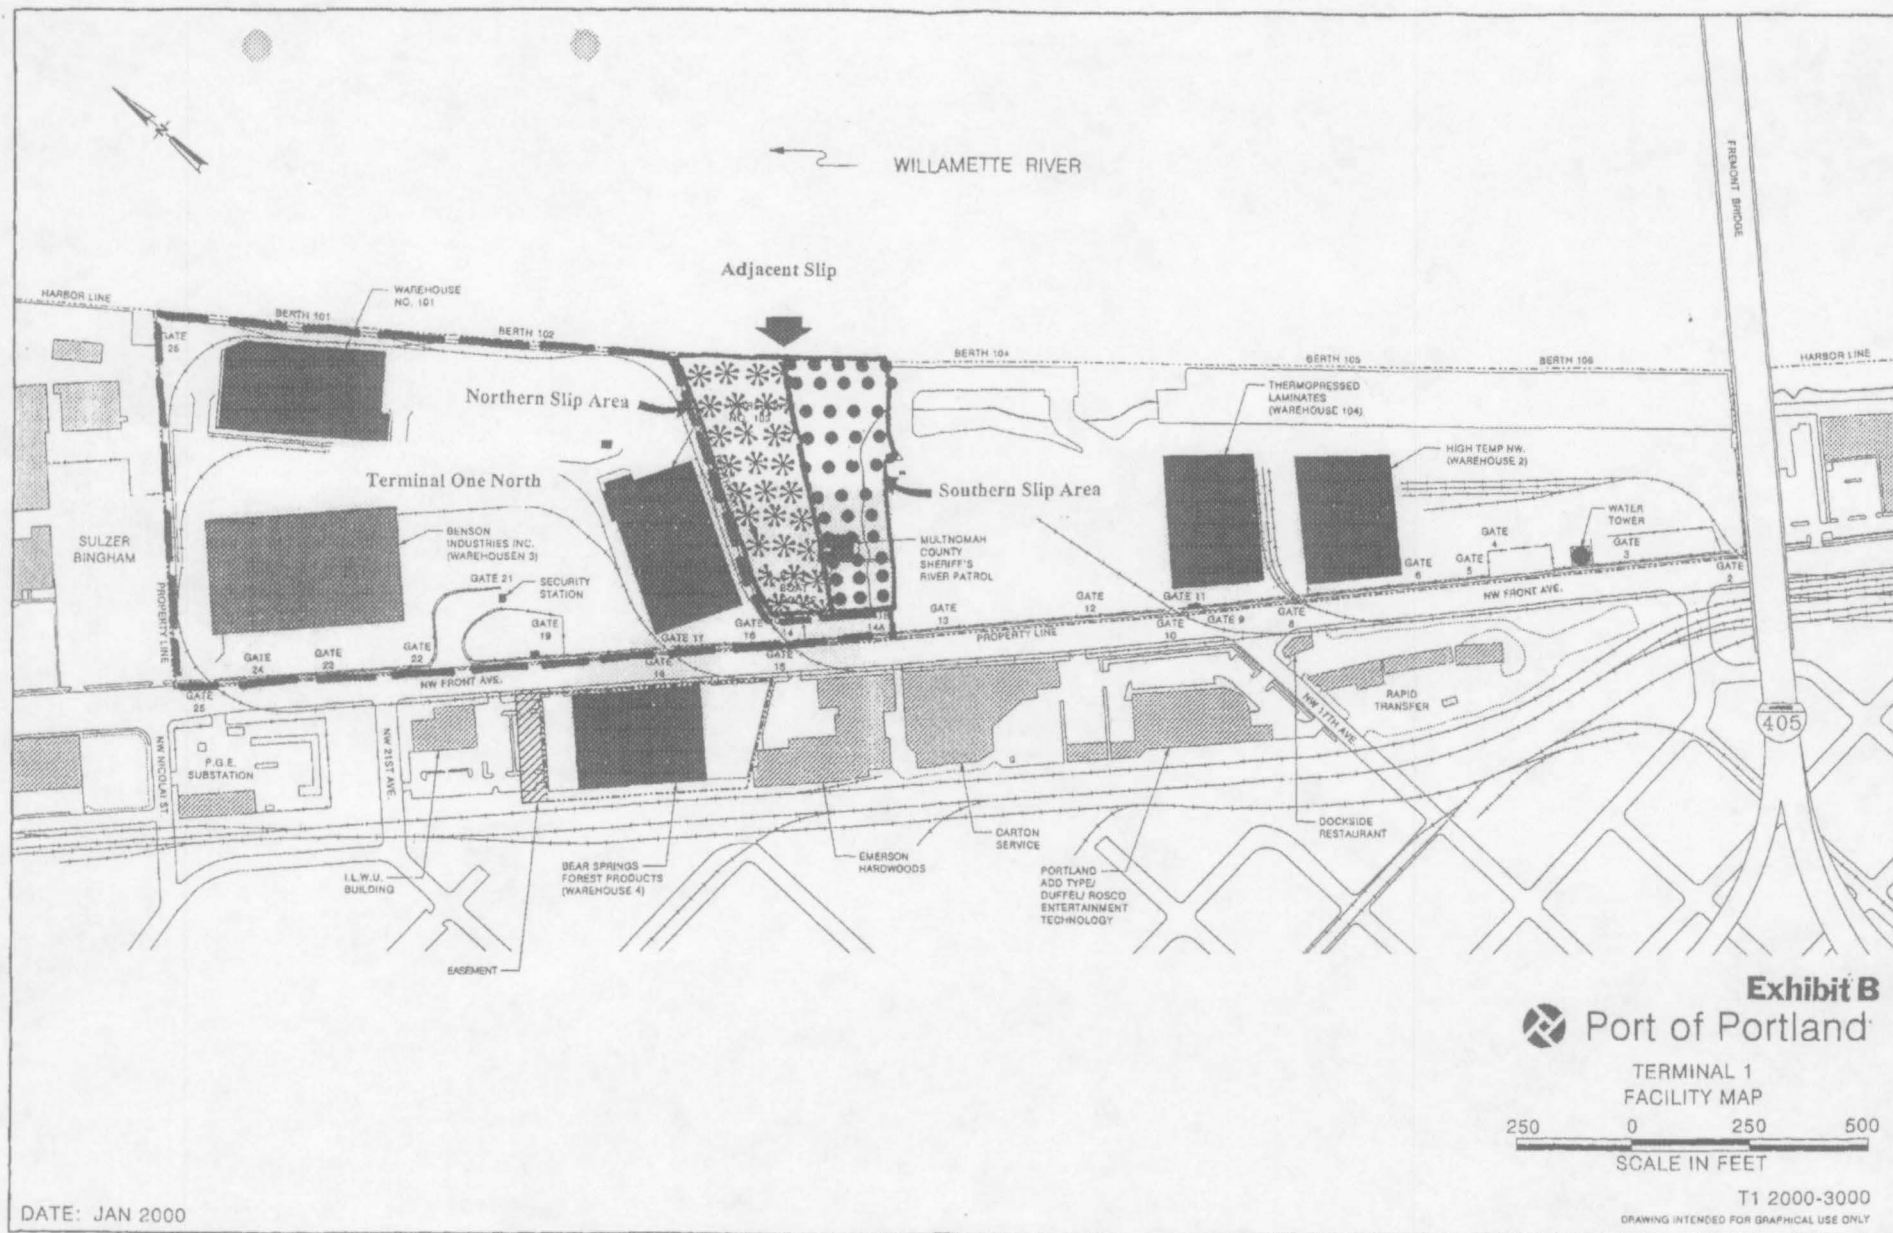 WILLAMETTE RIVER
FREMONT BRIDGE
Adjacent Slip
HARBOR LINE
WAREHOUSE
NO. 101
BERTH 101
BERTH 102
BERTH 104
BERTH 105
BERTH 106
HARBOR LINE
GATE
26
Northern Slip Area
NO. 103
THERMOPRESSED
LAMINATES
(WAREHOUSE 104)
HIGH TEMP NW.
(WAREHOUSE 2)
Terminal One North
Southern Slip Area
SULZER
BINGHAM
BENSON
INDUSTRIES INC.
(WAREHOUSEN 3)
MULTNOMAH
COUNTY
SHERIFF'S
RIVER PATROL
WATER
TOWER
GATE
4
GATE
3
GATE
5
GATE
6
GATE
2
GATE 21
SECURITY
STATION
PROPERTY LINE
BOAT
GATE
19
GATE 17
GATE
16
14
14A
GATE
13
GATE
12
GATE 11
GATE
10
GATE 9
GATE
8
NW FRONT AVE.
PROPERTY LINE
GATE
24
GATE
23
GATE
22
GATE
18
GATE
15
NW FRONT AVE.
GATE
25
NW NICOLAI ST.
P.G.E.
SUBSTATION
NW 21ST AVE.
NW 17TH AVE.
RAPID
TRANSFER
405
I.L.W.U.
BUILDING
BEAR SPRINGS
FOREST PRODUCTS
(WAREHOUSE 4)
EMERSON
HARDWOODS
CARTON
SERVICE
PORTLAND
ADD TYPE/
DUFFEL/ ROSCO
ENTERTAINMENT
TECHNOLOGY
DOCKSIDE
RESTAURANT
EASEMENT
Exhibit B
Port of Portland
TERMINAL 1
FACILITY MAP
250 0 250 500
SCALE IN FEET
T1 2000-3000
DRAWING INTENDED FOR GRAPHICAL USE ONLY
DATE: JAN 2000